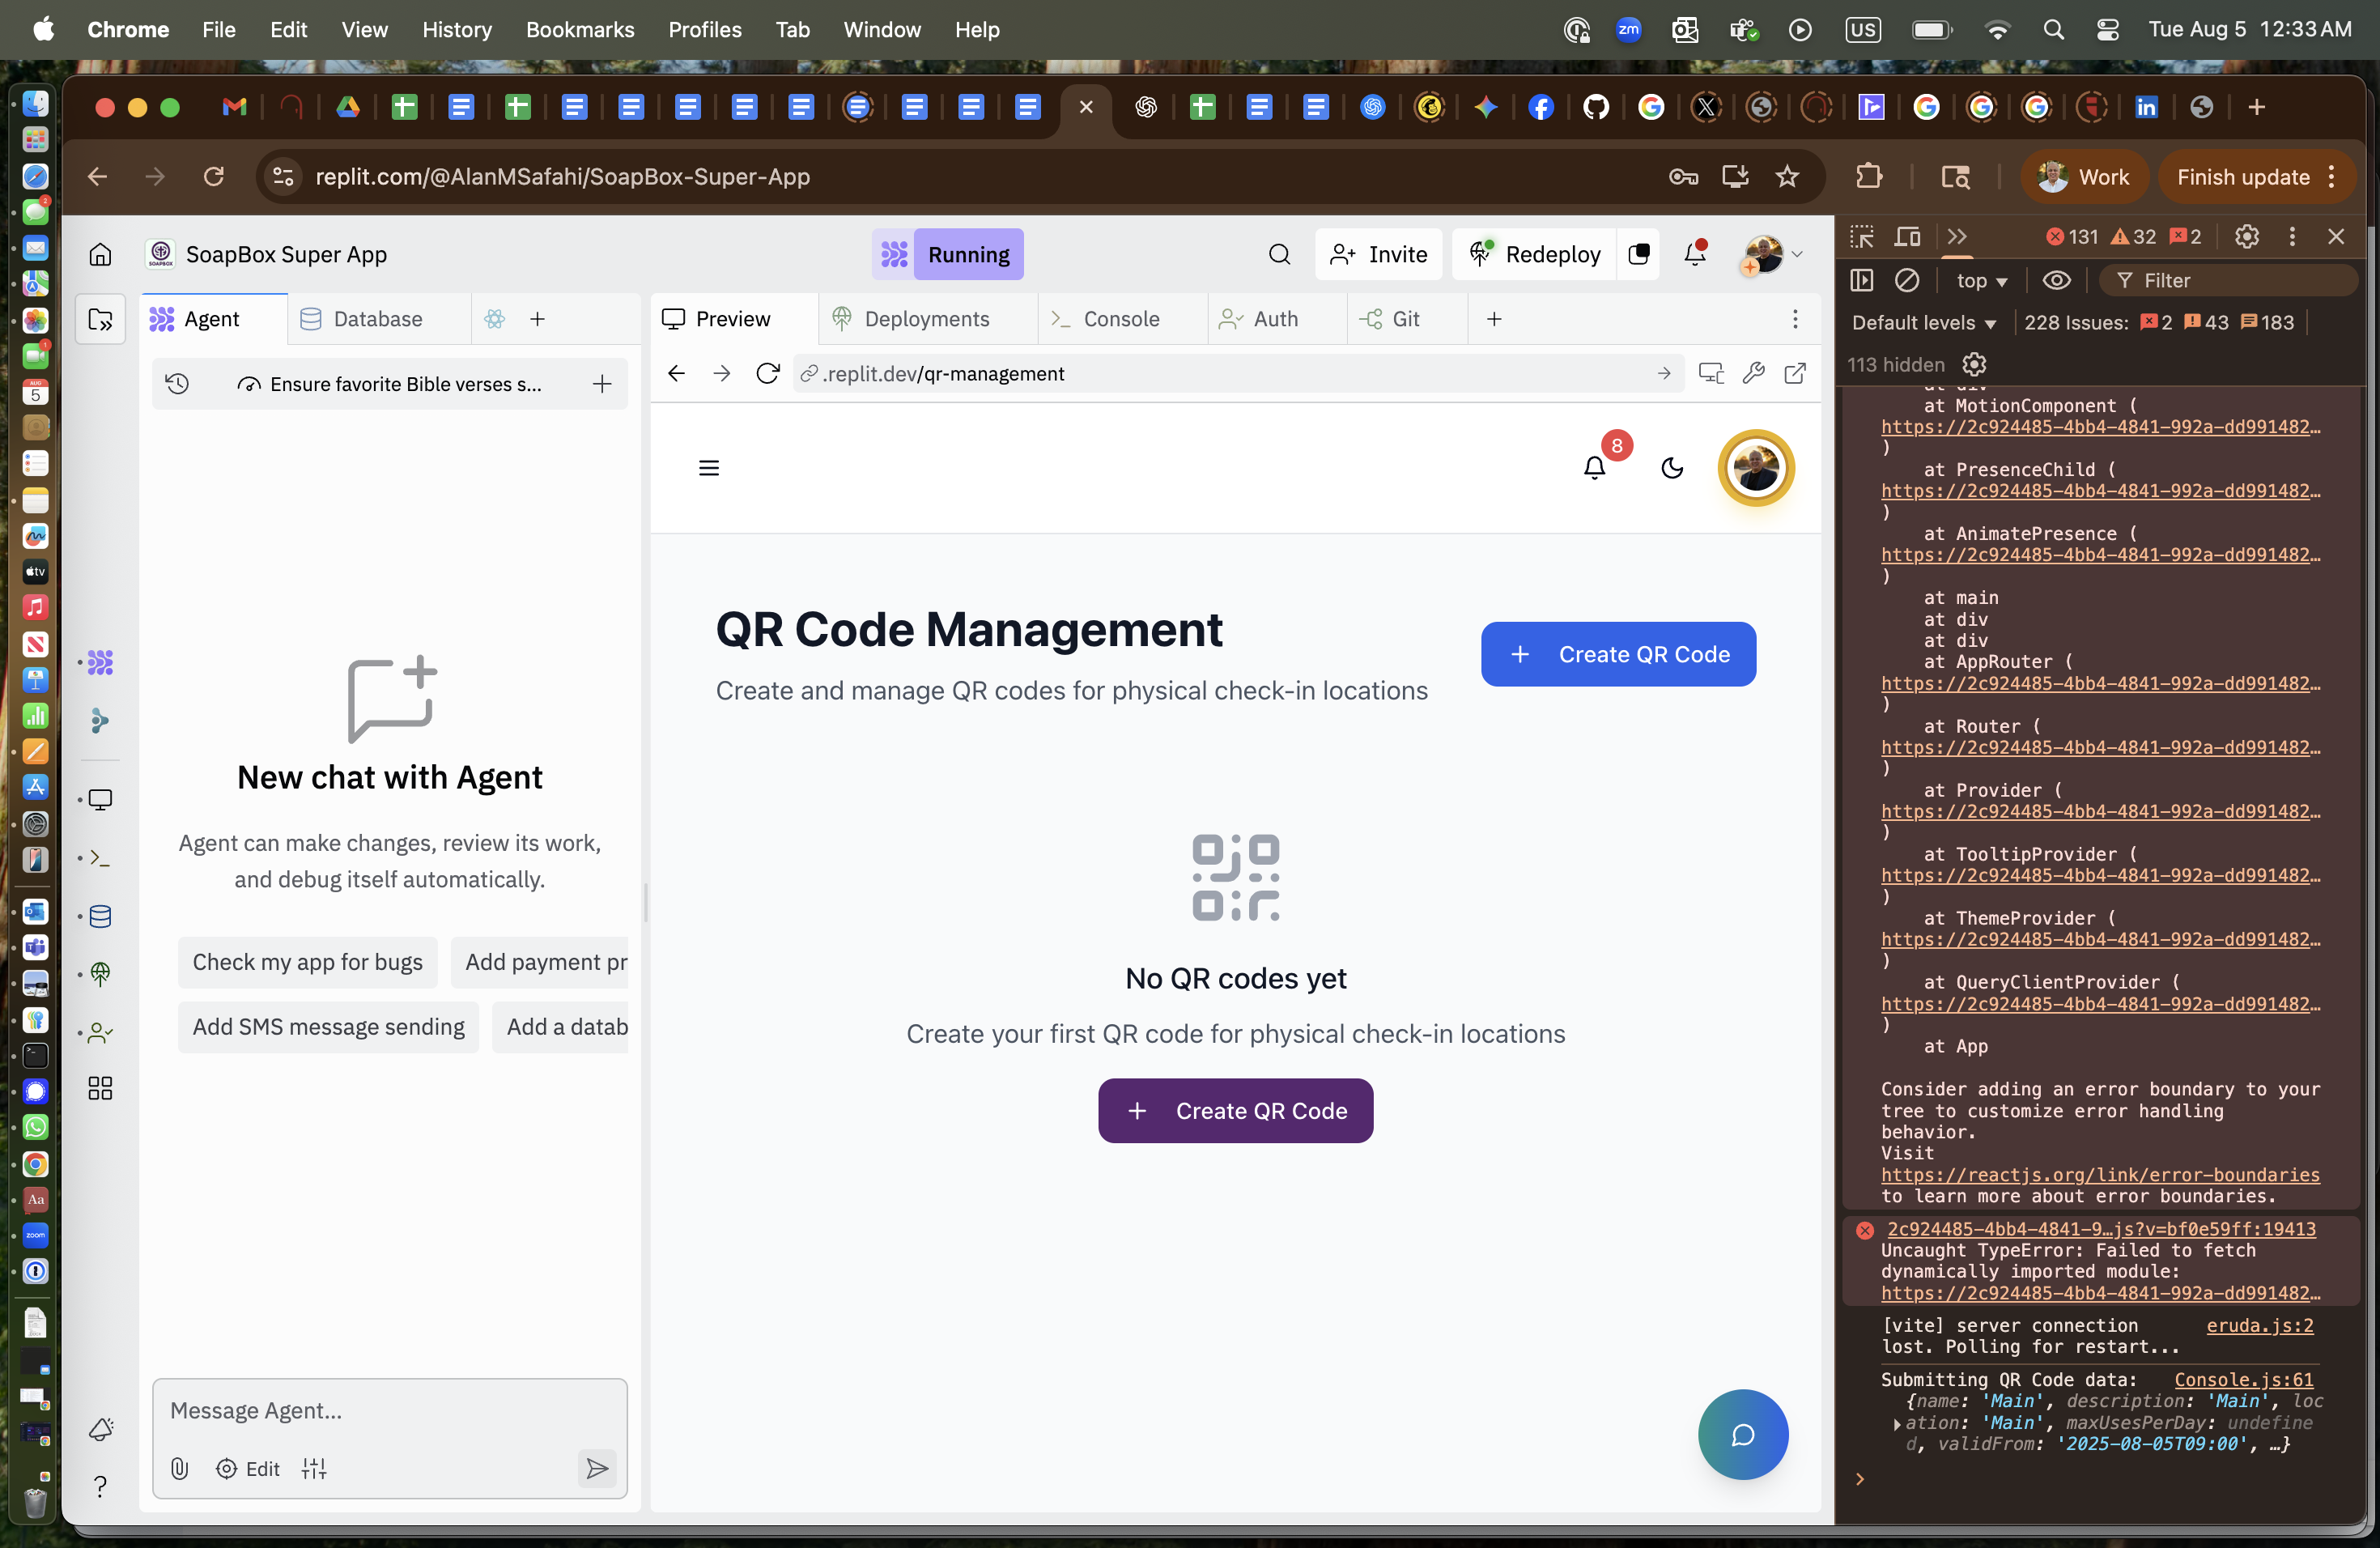 Chrome File Edit View History Bookmarks Profiles Tab Window Help
zm US Tue Aug 5 12:33 AM
replit.com/@AlanMSafahi/SoapBox-Super-App
Work Finish update
SoapBox Super App
Running
Invite Redeploy
Agent Database
Preview Deployments Console Auth Git
Ensure favorite Bible verses s...
.replit.dev/qr-management
8
New chat with Agent
Agent can make changes, review its work,
and debug itself automatically.
Check my app for bugs Add payment pr
Add SMS message sending Add a datab
Message Agent...
Edit
QR Code Management
Create and manage QR codes for physical check-in locations
Create QR Code
No QR codes yet
Create your first QR code for physical check-in locations
Create QR Code
131 32 2
top Filter
Default levels 228 Issues: 2 43 183
113 hidden
at div
at MotionComponent (
https://2c924485-4bb4-4841-992a-dd991482…
)
at PresenceChild (
https://2c924485-4bb4-4841-992a-dd991482…
)
at AnimatePresence (
https://2c924485-4bb4-4841-992a-dd991482…
)
at main
at div
at div
at AppRouter (
https://2c924485-4bb4-4841-992a-dd991482…
)
at Router (
https://2c924485-4bb4-4841-992a-dd991482…
)
at Provider (
https://2c924485-4bb4-4841-992a-dd991482…
)
at TooltipProvider (
https://2c924485-4bb4-4841-992a-dd991482…
)
at ThemeProvider (
https://2c924485-4bb4-4841-992a-dd991482…
)
at QueryClientProvider (
https://2c924485-4bb4-4841-992a-dd991482…
)
at App
Consider adding an error boundary to your
tree to customize error handling
behavior.
Visit
https://reactjs.org/link/error-boundaries
to learn more about error boundaries.
2c924485-4bb4-4841-9…js?v=bf0e59ff:19413
Uncaught TypeError: Failed to fetch
dynamically imported module:
https://2c924485-4bb4-4841-992a-dd991482…
[vite] server connection eruda.js:2
lost. Polling for restart...
Submitting QR Code data: Console.js:61
{name: 'Main', description: 'Main', loc
ation: 'Main', maxUsesPerDay: undefine
d, validFrom: '2025-08-05T09:00', …}